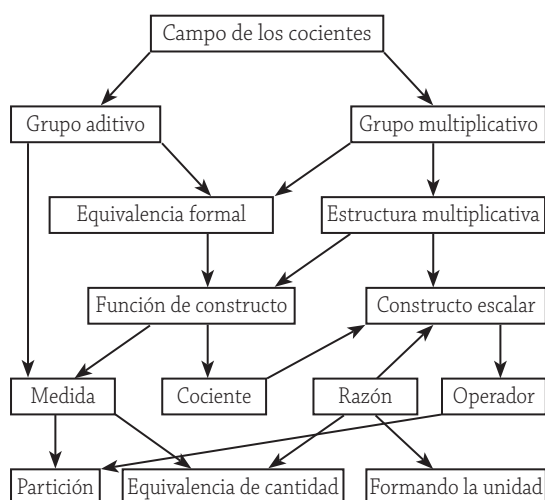 Campo de los cocientes
Grupo aditivo
Grupo multiplicativo
Equivalencia formal
Estructura multiplicativa
Función de constructo
Constructo escalar
Medida
Cociente
Razón
Operador
Partición
Equivalencia de cantidad
Formando la unidad